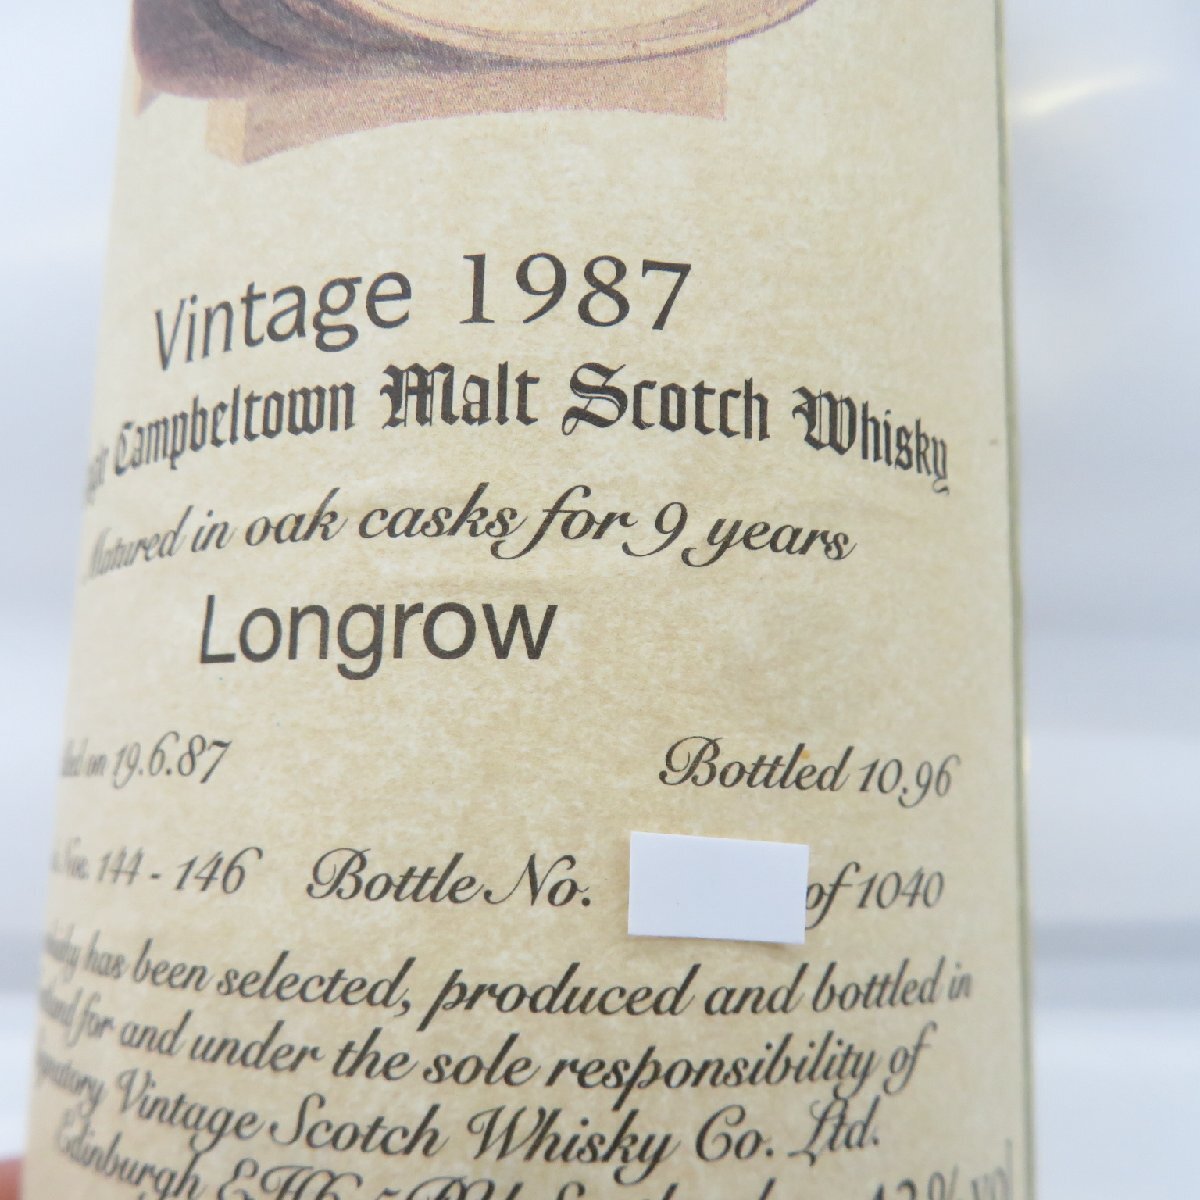 Vintage 1987
Campbeltown Malt Scotch Whisky
Matured in oak casks for 9 years
Longrow
on 19.6.87
Bottled 10.96
Nos. 144 - 146 Bottle No. of 1040
has been selected, produced and bottled in
for and under the sole responsibility of
Vintage Scotch Whisky Co. Ltd.
Edinburgh